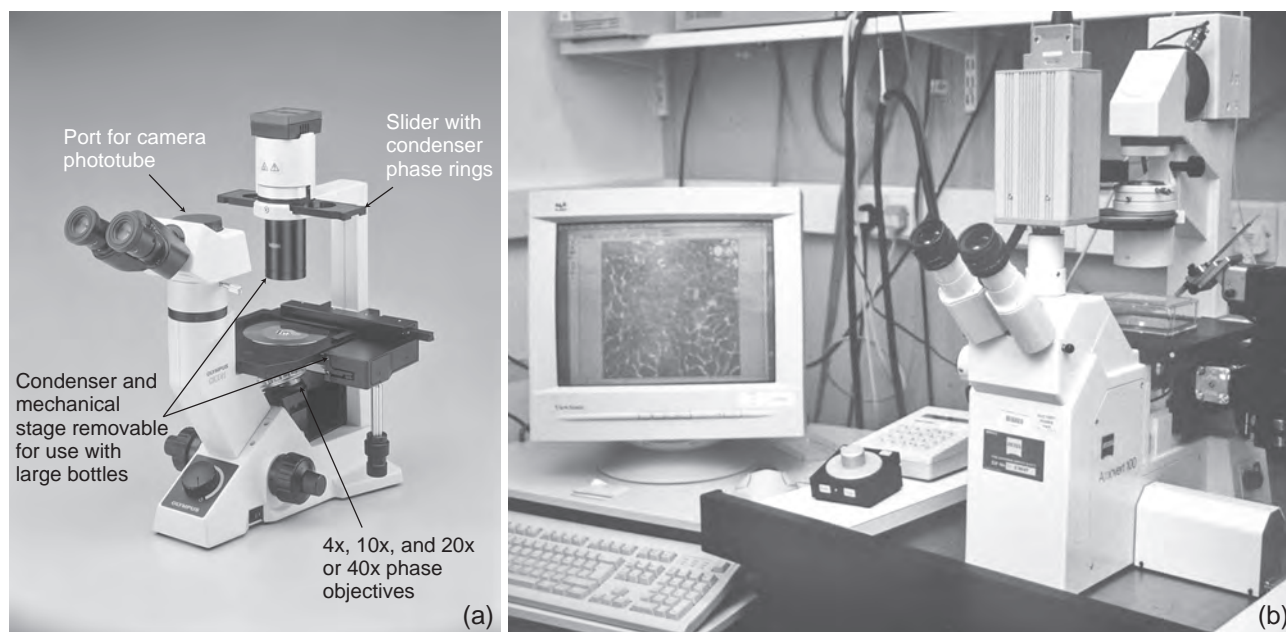 Port for camera
phototube
Slider with
condenser
phase rings
Condenser and
mechanical
stage removable
for use with
large bottles
OLYMPUS
4x, 10x, and 20x
or 40x phase
objectives
(a)
ViewSonic
Axiovert 100
(b)